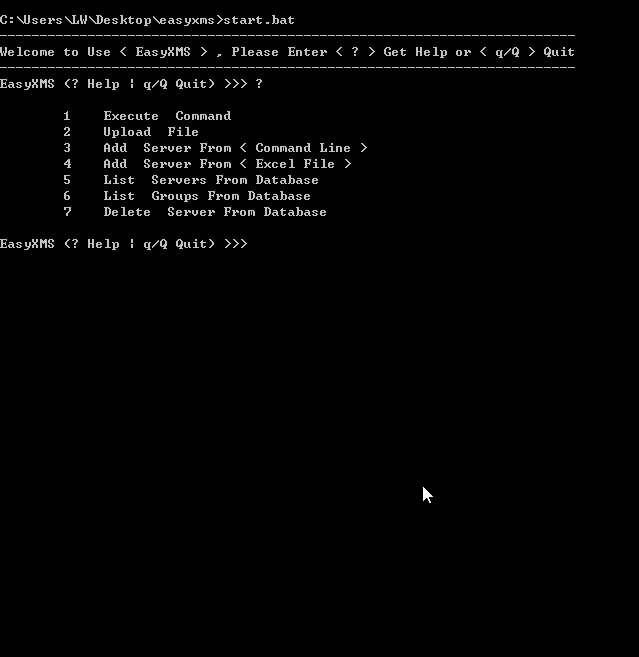 C:\Users\LW\Desktop\easyxms>start.bat
------------------------------------------------------------------------
Welcome to Use < EasyXMS > , Please Enter < ? > Get Help or < q/Q > Quit
------------------------------------------------------------------------
EasyXMS (? Help | q/Q Quit) >>> ?
1    Execute  Command
2    Upload  File
3    Add  Server From < Command Line >
4    Add  Server From < Excel File >
5    List  Servers From Database
6    List  Groups From Database
7    Delete  Server From Database
EasyXMS (? Help | q/Q Quit) >>>